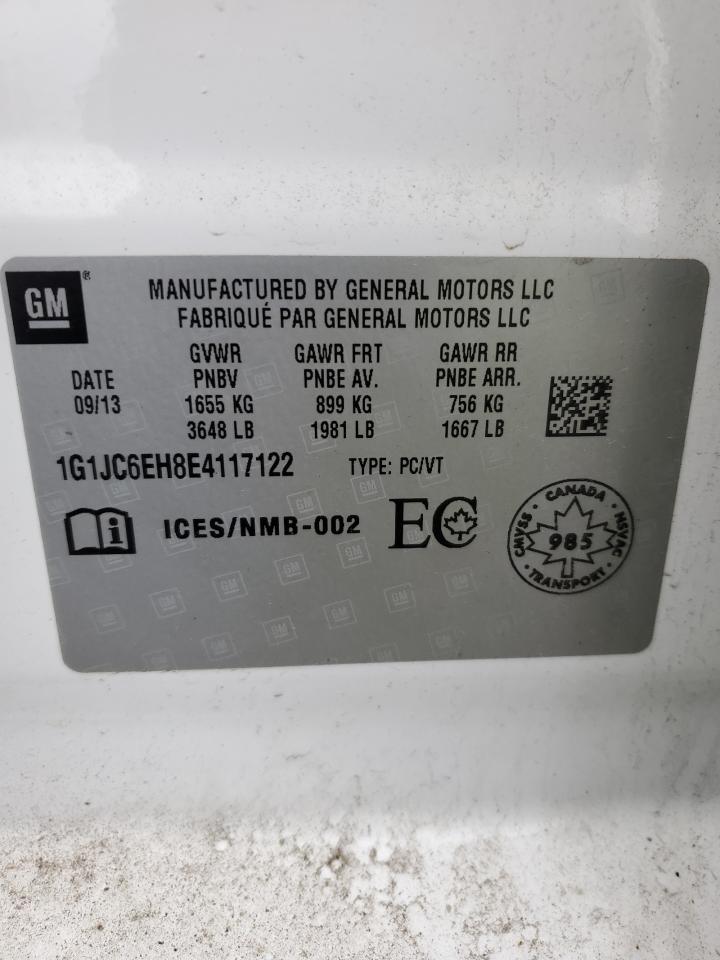 GM®
MANUFACTURED BY GENERAL MOTORS LLC
FABRIQUÉ PAR GENERAL MOTORS LLC
GVWR GAWR FRT GAWR RR
DATE PNBV PNBE AV. PNBE ARR.
09/13 1655 KG 899 KG 756 KG
3648 LB 1981 LB 1667 LB
1G1JC6EH8E4117122 TYPE: PC/VT
i ICES/NMB-002 EC
CANADA
CMVSS 985 NSVAC
TRANSPORT